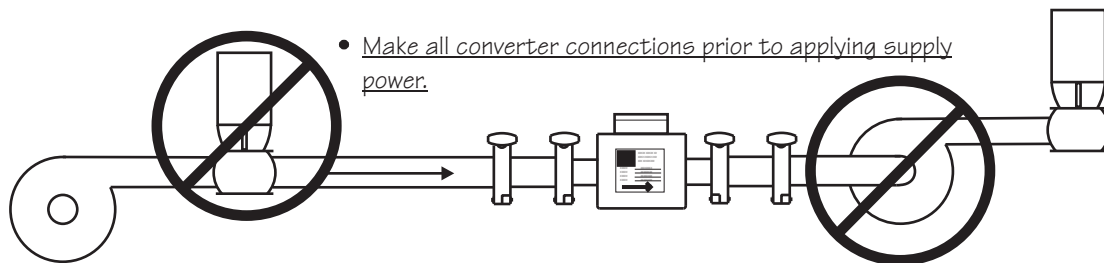 • Make all converter connections prior to applying supply
power.